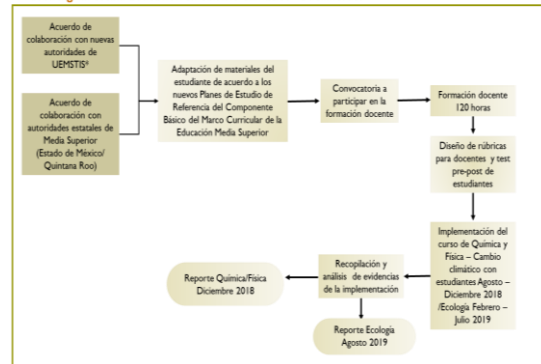 Acuerdo de
colaboración con nuevas
autoridades de
UEMSTIS*
Acuerdo de
colaboración con
autoridades estatales de
Media Superior
(Estado de México/
Quintana Roo)
Adaptación de materiales del
estudiante de acuerdo a los
nuevos Planes de Estudio de
Referencia del Componente
Básico del Marco Curricular de la
Educación Media Superior
Convocatoria a
participar en la
formación docente
Formación docente
120 horas
Diseño de rúbricas
para docentes y test
pre-post de
estudiantes
Implementación del
curso de Química y
Física – Cambio
climático con
estudiantes Agosto –
Diciembre 2018
/Ecología Febrero –
Julio 2019
Recopilación y
análisis de evidencias
de la implementación
Reporte Química/Física
Diciembre 2018
Reporte Ecología
Agosto 2019